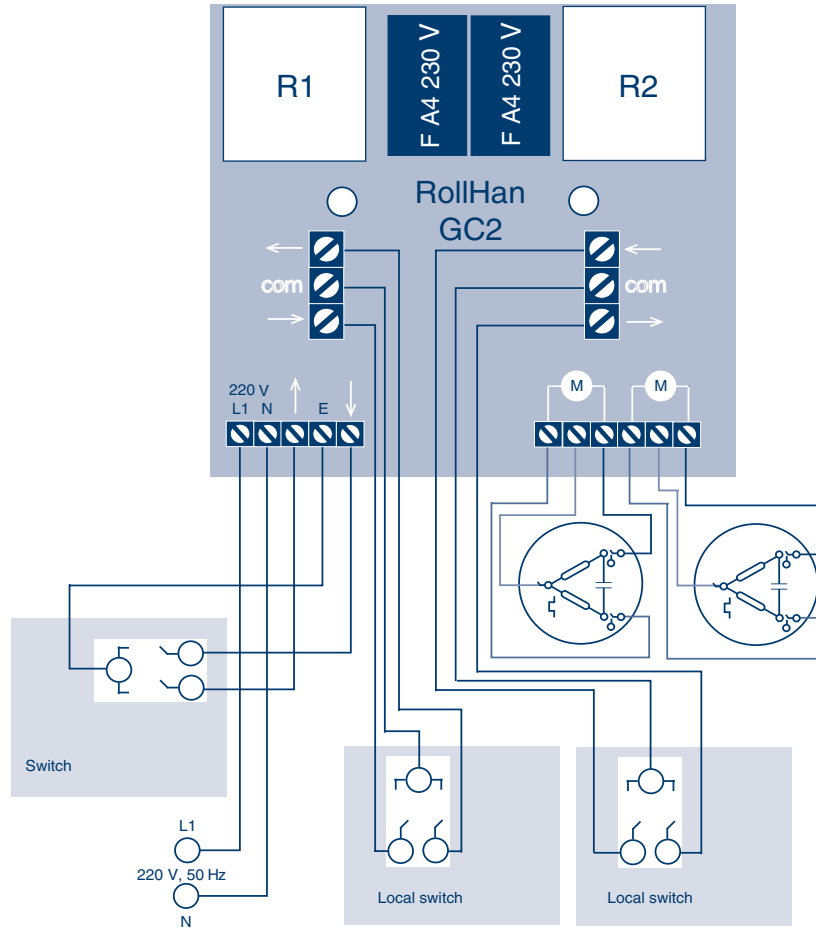 R1
F A4 230 V
F A4 230 V
R2
RollHan
GC2
com
com
220 V
L1 N E
M
M
Switch
L1
220 V, 50 Hz
N
Local switch
Local switch